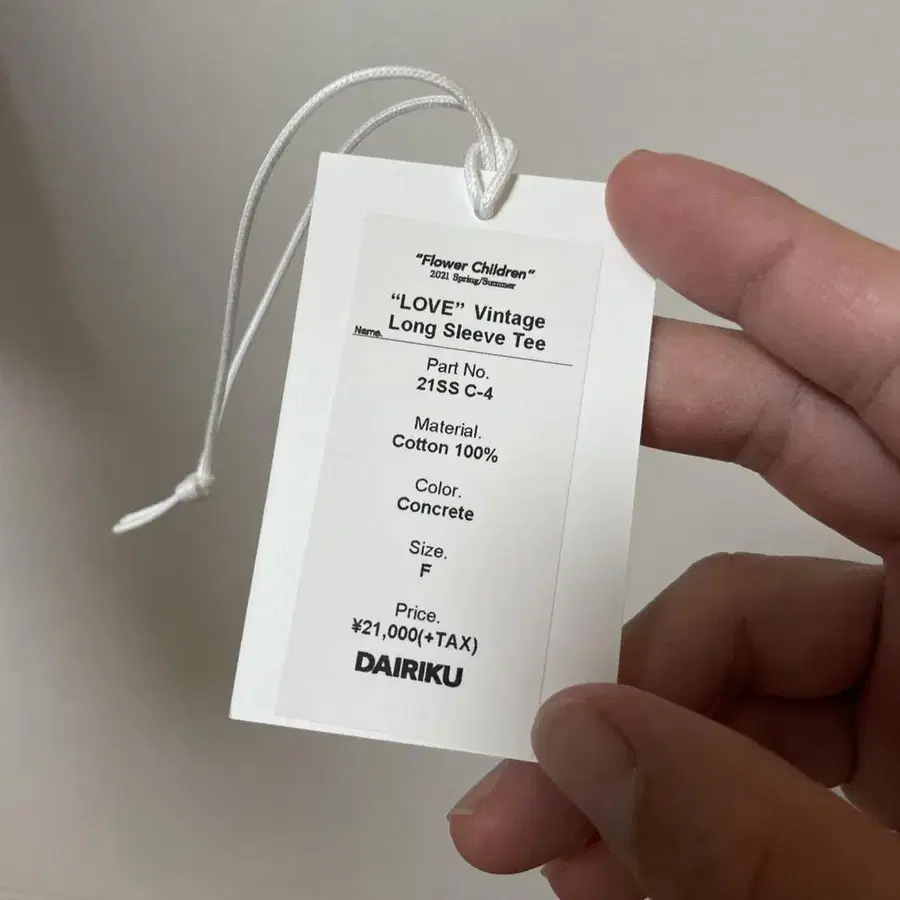 "Flower Children"
2021 Spring/Summer
"LOVE" Vintage
Name. Long Sleeve Tee
Part No.
21SS C-4
Material.
Cotton 100%
Color.
Concrete
Size.
F
Price.
¥21,000(+TAX)
DAIRIKU